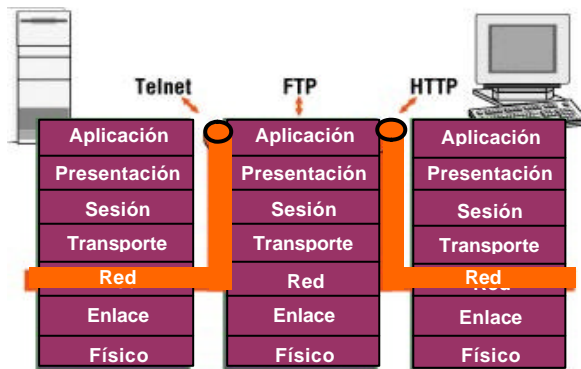 Telnet FTP HTTP
Aplicación Aplicación Aplicación
Presentación Presentación Presentación
Sesión Sesión Sesión
Transporte Transporte Transporte
Red Red Red
Enlace Enlace Enlace
Físico Físico Físico